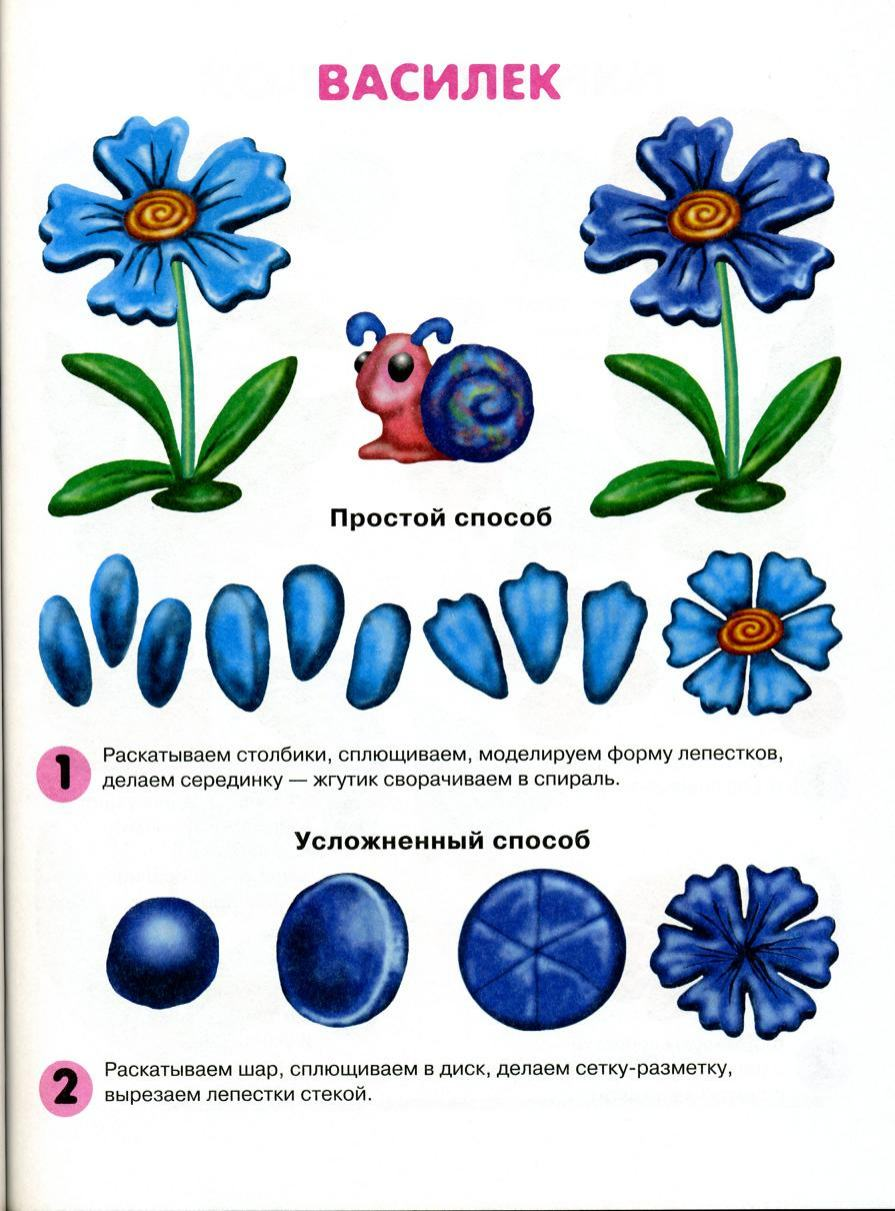 ВАСИЛЕК
Простой способ
1
Раскатываем столбики, сплющиваем, моделируем форму лепестков,
делаем серединку — жгутик сворачиваем в спираль.
Усложненный способ
2
Раскатываем шар, сплющиваем в диск, делаем сетку-разметку,
вырезаем лепестки стекой.